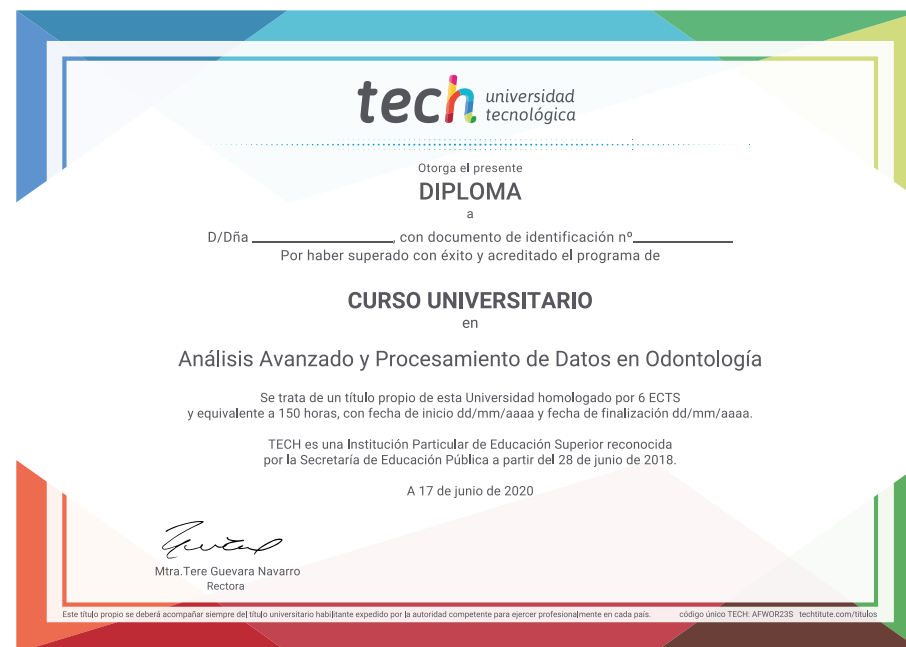 tech universidad
tecnológica
Otorga el presente
DIPLOMA
a
D/Dña ____________________, con documento de identificación nº______________
Por haber superado con éxito y acreditado el programa de
CURSO UNIVERSITARIO
en
Análisis Avanzado y Procesamiento de Datos en Odontología
Se trata de un título propio de esta Universidad homologado por 6 ECTS
y equivalente a 150 horas, con fecha de inicio dd/mm/aaaa y fecha de finalización dd/mm/aaaa.
TECH es una Institución Particular de Educación Superior reconocida
por la Secretaría de Educación Pública a partir del 28 de junio de 2018.
A 17 de junio de 2020
Mtra.Tere Guevara Navarro
Rectora
Este título propio se deberá acompañar siempre del título universitario habilitante expedido por la autoridad competente para ejercer profesionalmente en cada país. código único TECH: AFWOR23S techtitute.com/titulos